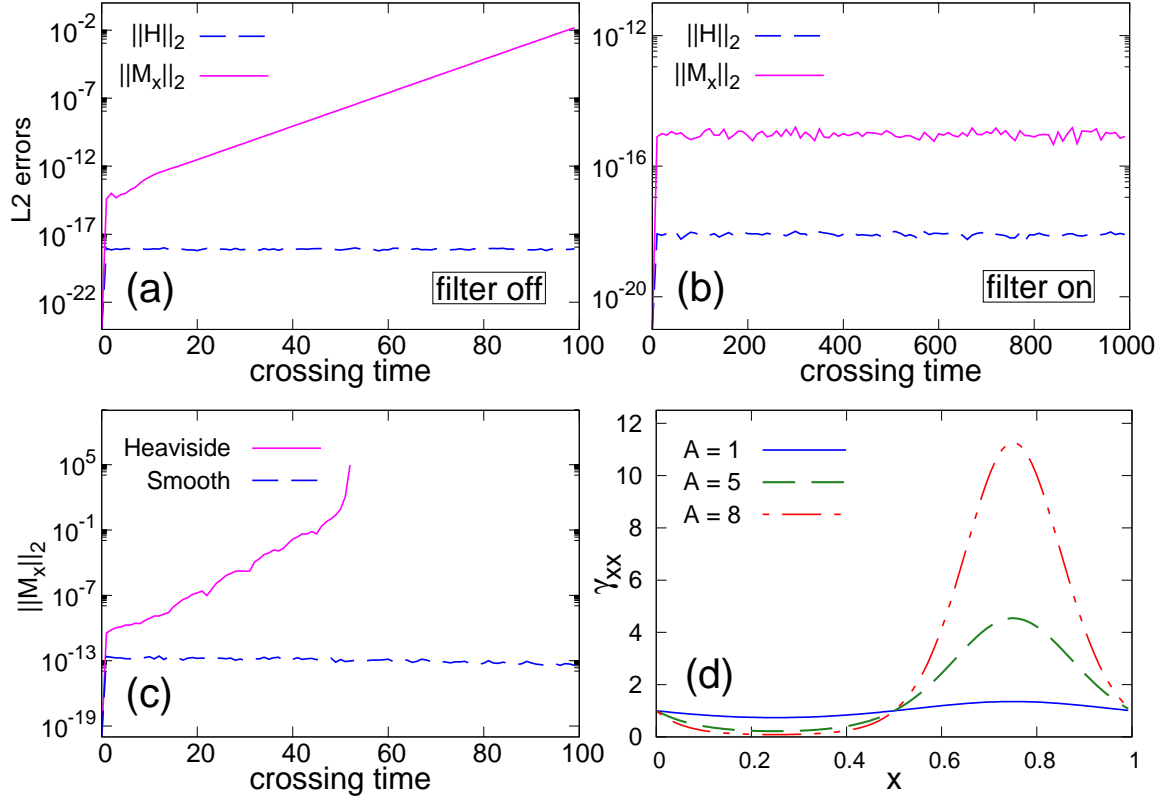 ||H||₂
||Mₓ||₂
L2 errors
10⁻²
10⁻⁷
10⁻¹²
10⁻¹⁷
10⁻²²
(a)
filter off
0 20 40 60 80 100
crossing time
||H||₂
||Mₓ||₂
10⁻¹²
10⁻¹⁶
10⁻²⁰
(b)
filter on
0 200 400 600 800 1000
crossing time
Heaviside
Smooth
||Mₓ||₂
10⁵
10⁻¹
10⁻⁷
10⁻¹³
10⁻¹⁹
(c)
0 20 40 60 80 100
crossing time
A = 1
A = 5
A = 8
γₓₓ
12
10
8
6
4
2
0
(d)
0 0.2 0.4 0.6 0.8 1
x